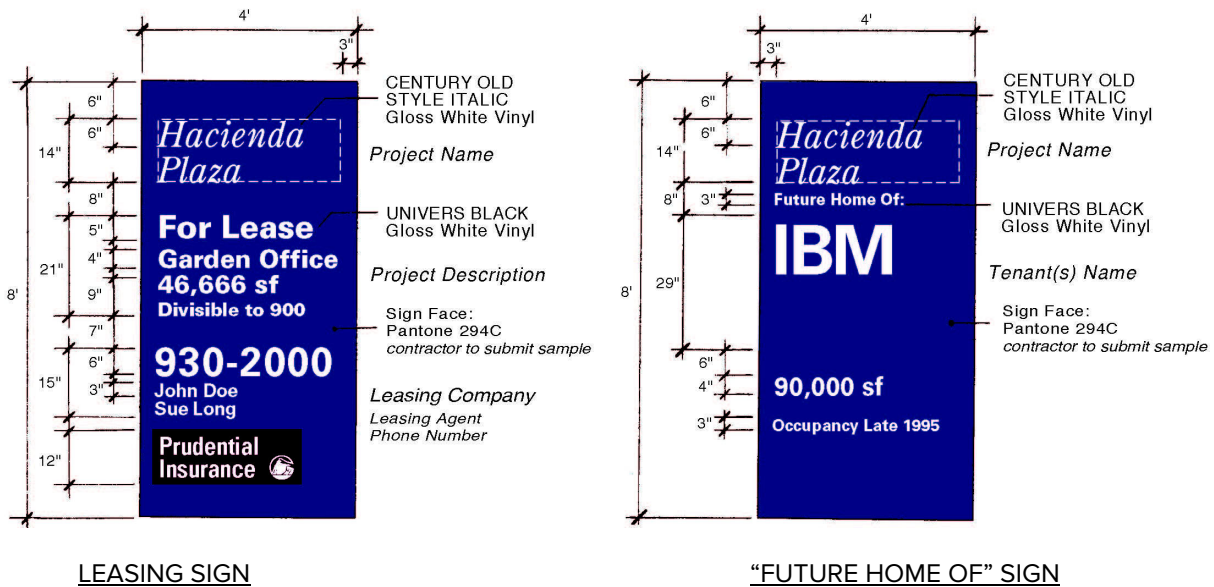 4'
3"
8'
6"
6"
14"
8"
5"
4"
21"
9"
7"
6"
15"
3"
12"
Hacienda
Plaza
For Lease
Garden Office
46,666 sf
Divisible to 900
930-2000
John Doe
Sue Long
Prudential
Insurance
CENTURY OLD
STYLE ITALIC
Gloss White Vinyl
Project Name
UNIVERS BLACK
Gloss White Vinyl
Project Description
Sign Face:
Pantone 294C
contractor to submit sample
Leasing Company
Leasing Agent
Phone Number
LEASING SIGN
4'
3"
8'
6"
6"
14"
8"
3"
29"
6"
4"
3"
Hacienda
Plaza
Future Home Of:
IBM
90,000 sf
Occupancy Late 1995
CENTURY OLD
STYLE ITALIC
Gloss White Vinyl
Project Name
UNIVERS BLACK
Gloss White Vinyl
Tenant(s) Name
Sign Face:
Pantone 294C
contractor to submit sample
“FUTURE HOME OF” SIGN